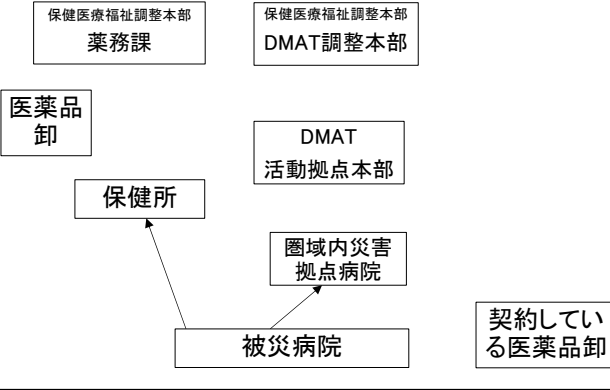 保健医療福祉調整本部
薬務課
保健医療福祉調整本部
DMAT調整本部
医薬品
卸
DMAT
活動拠点本部
保健所
圏域内災害
拠点病院
被災病院
契約してい
る医薬品卸